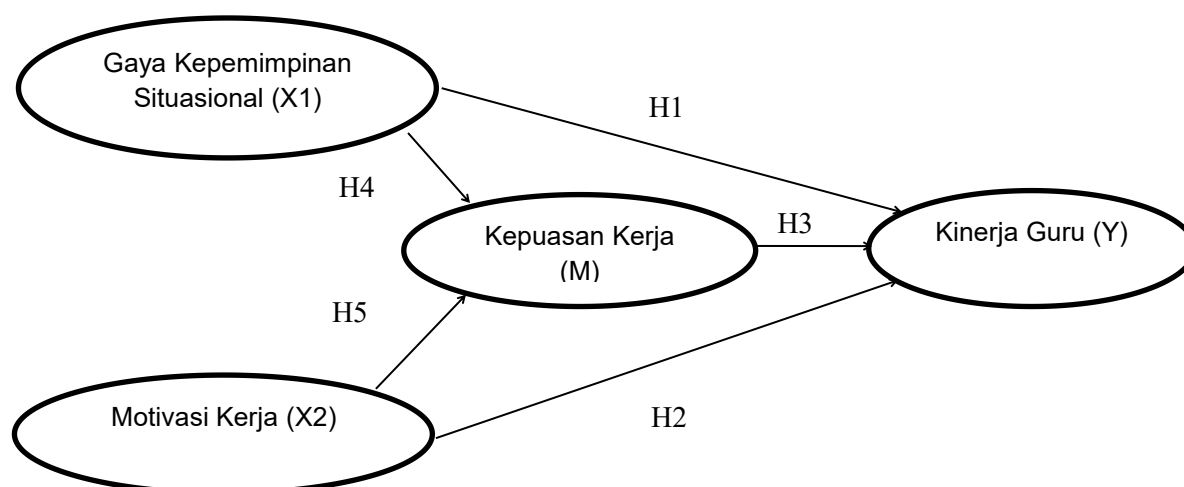 Gaya Kepemimpinan
Situasional (X1)
H1
H4
Kepuasan Kerja
(M)
H3
Kinerja Guru (Y)
H5
Motivasi Kerja (X2)
H2